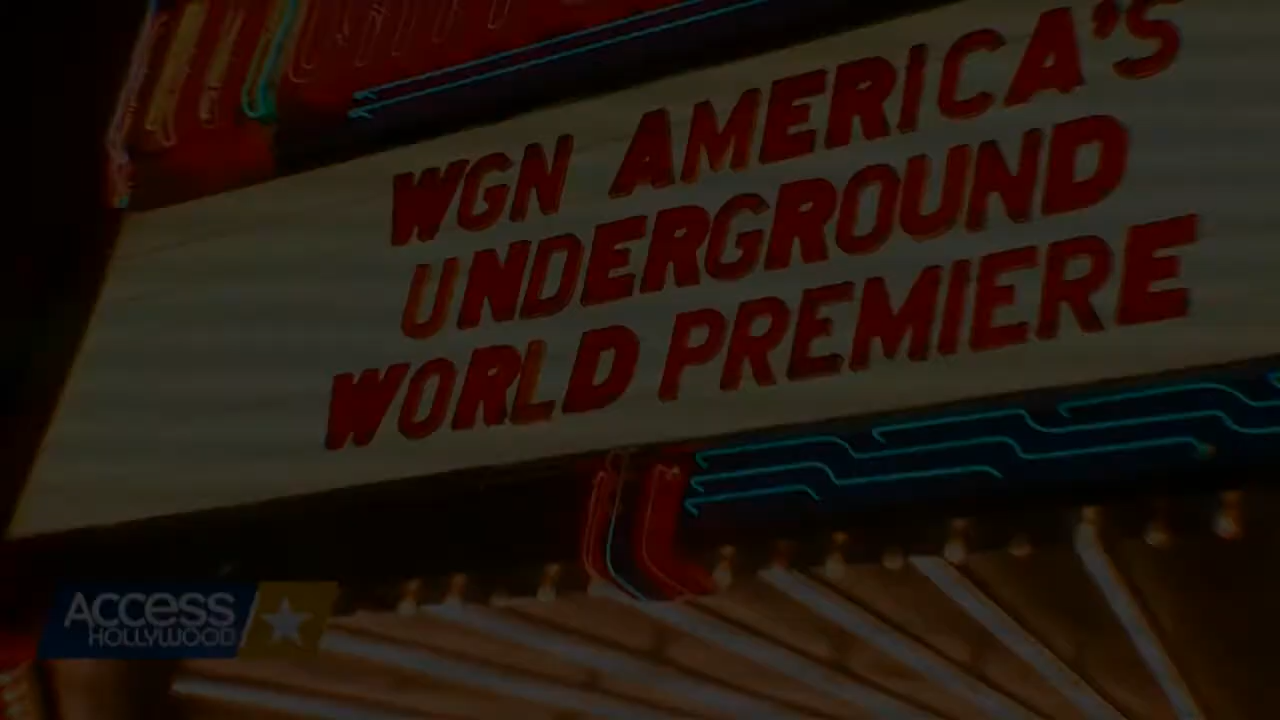 WGN AMERICA'S
UNDERGROUND
WORLD PREMIERE
ACCESS
HOLLYWOOD